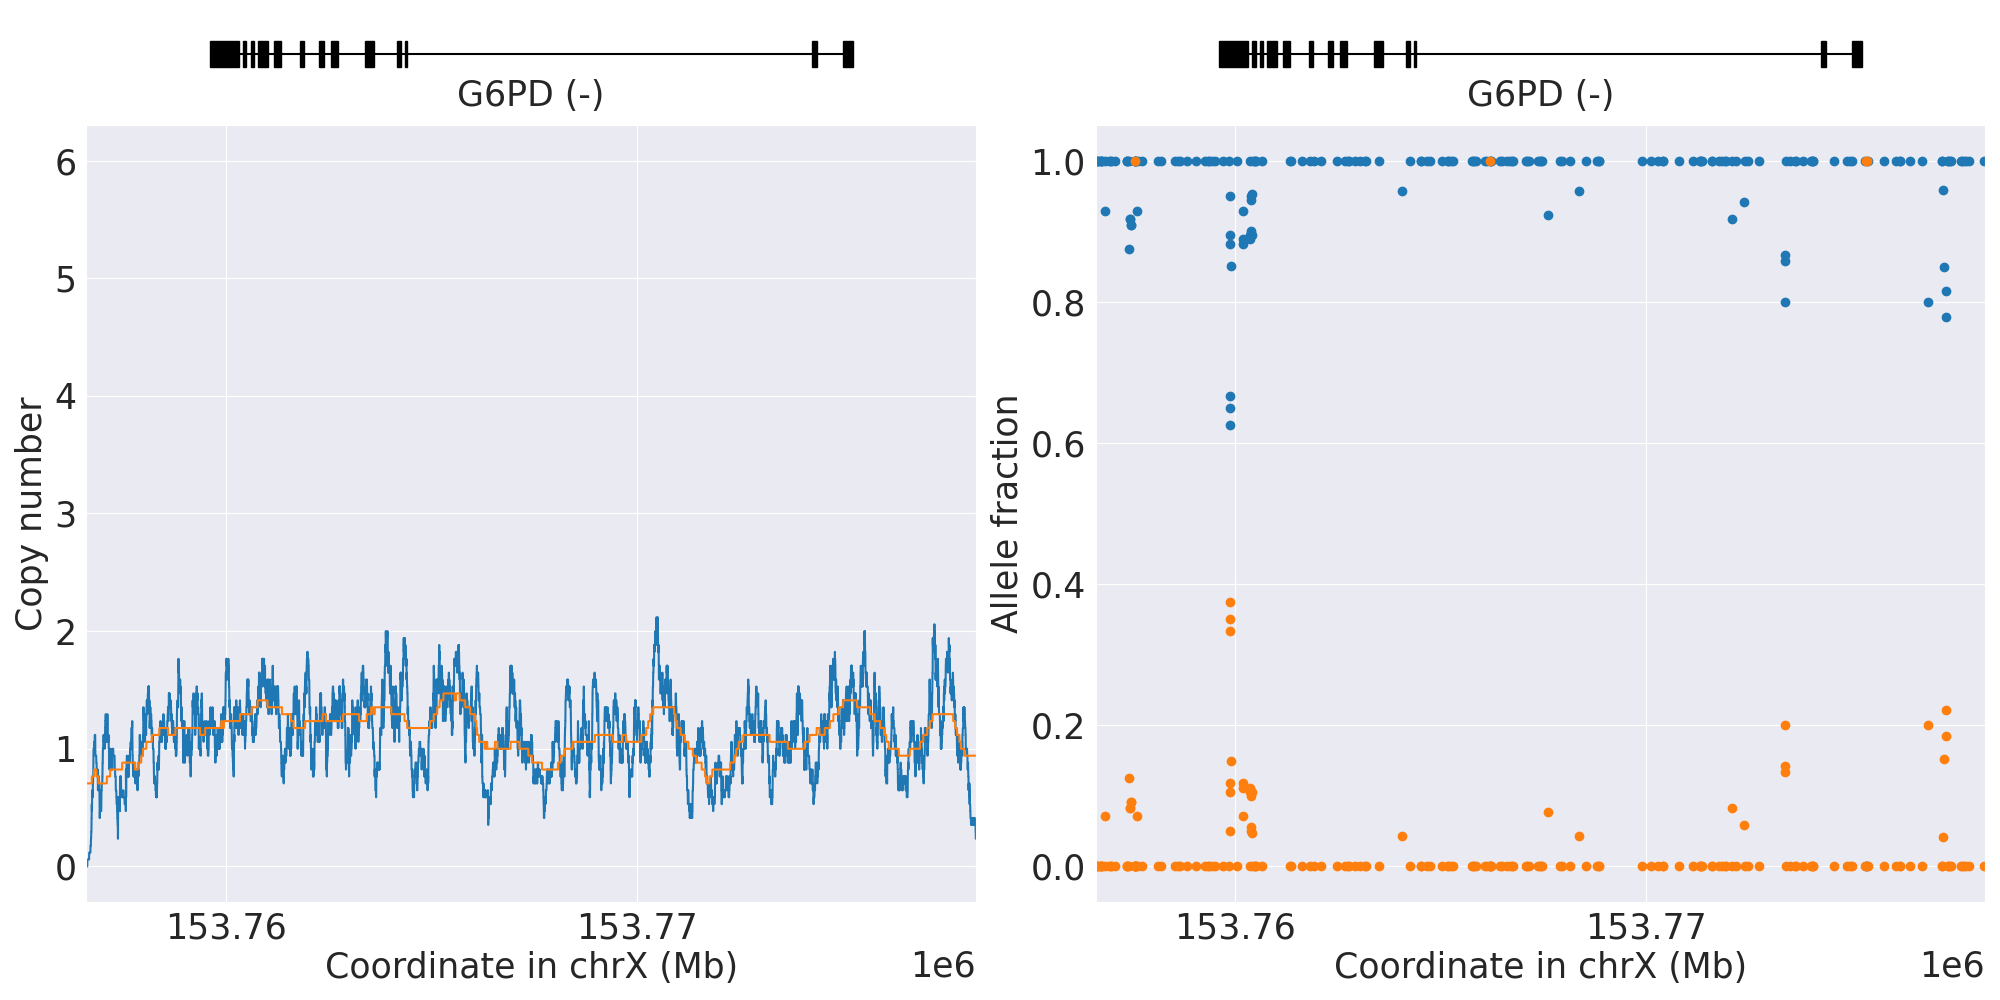 G6PD (-)
G6PD (-)
Copy number
6
5
4
3
2
1
0
153.76
153.77
Coordinate in chrX (Mb)
1e6
Allele fraction
1.0
0.8
0.6
0.4
0.2
0.0
153.76
153.77
Coordinate in chrX (Mb)
1e6